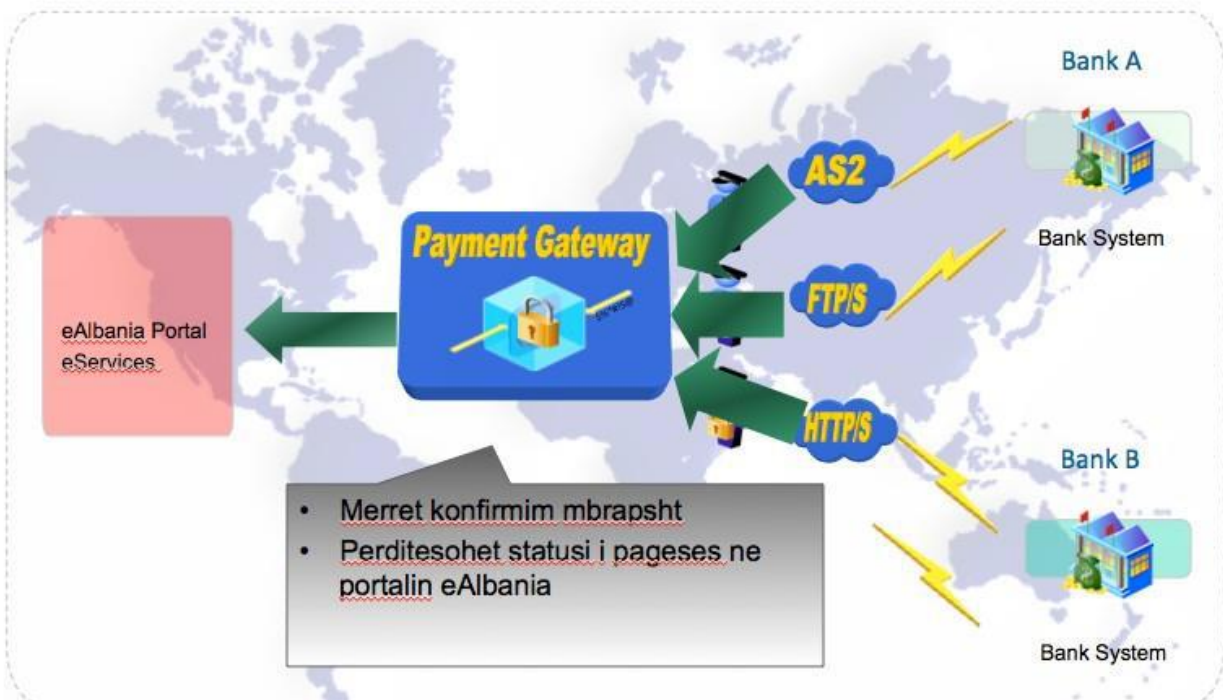 Bank A
AS2
Bank System
Payment Gateway
FTP/S
eAlbania Portal
eServices
HTTP/S
Bank B
• Merret konfirmim mbrapsht
• Perditesohet statusi i pageses ne
portalin eAlbania
Bank System